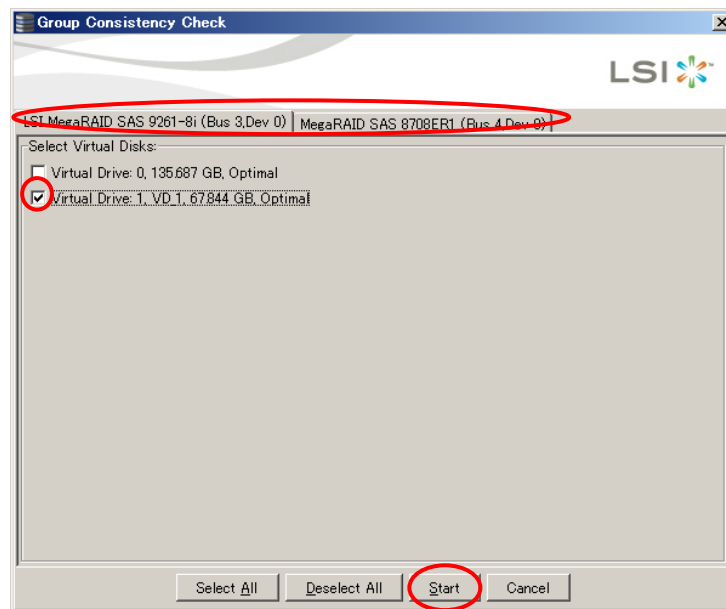 Group Consistency Check
LSI
LSI MegaRAID SAS 9261-8i (Bus 3,Dev 0) MegaRAID SAS 8708ER1 (Bus 4,Dev 0)
Select Virtual Disks:
Virtual Drive: 0, 135.687 GB, Optimal
Virtual Drive: 1, VD_1, 67.844 GB, Optimal
Select All Deselect All Start Cancel